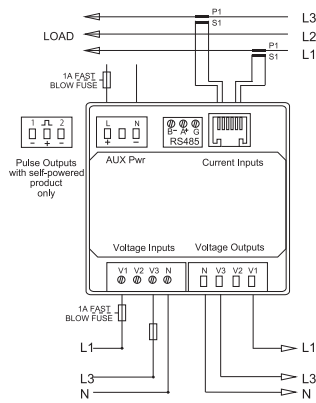 P1
L3
S1
LOAD
L2
P1
L1
S1
1A FAST
BLOW FUSE
1 2
- + -
L N
+ -
B- A+ G
RS485
Pulse Outputs
with self-powered
product
only
AUX Pwr
Current Inputs
Voltage Inputs
Voltage Outputs
V1 V2 V3 N
N V3 V2 V1
1A FAST
BLOW FUSE
L1
L1
L3
L3
N
N